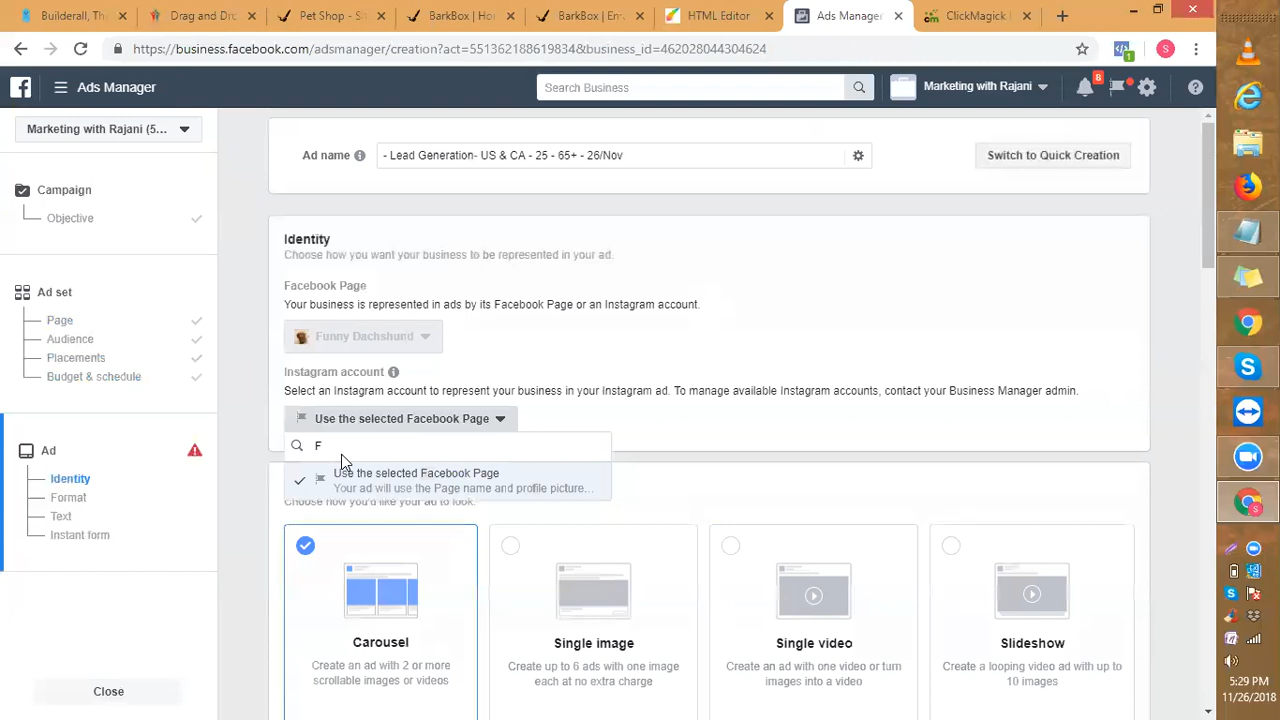 Builderall, Th
Drag and Dro
Pet Shop - S
BarkBox | Ho
BarkBox | Em
HTML Editor
Ads Manager
ClickMagick |
https://business.facebook.com/adsmanager/creation?act=551362188619834&business_id=462028044304624
1
S
Ads Manager
Search Business
Marketing with Rajani
8
Marketing with Rajani (5...
Ad name
- Lead Generation- US & CA - 25 - 65+ - 26/Nov
Switch to Quick Creation
Campaign
Objective
Ad set
Page
Audience
Placements
Budget & schedule
Ad
Identity
Format
Text
Instant form
Close
Identity
Choose how you want your business to be represented in your ad.
Facebook Page
Your business is represented in ads by its Facebook Page or an Instagram account.
Funny Dachshund
Instagram account
Select an Instagram account to represent your business in your Instagram ad. To manage available Instagram accounts, contact your Business Manager admin.
Use the selected Facebook Page
F
Use the selected Facebook Page
Your ad will use the Page name and profile picture...
Choose how you'd like your ad to look.
Carousel
Create an ad with 2 or more
scrollable images or videos
Single image
Create up to 6 ads with one image
each at no extra charge
Single video
Create an ad with one video or turn
images into a video
Slideshow
Create a looping video ad with up to
10 images
5:29 PM
11/26/2018